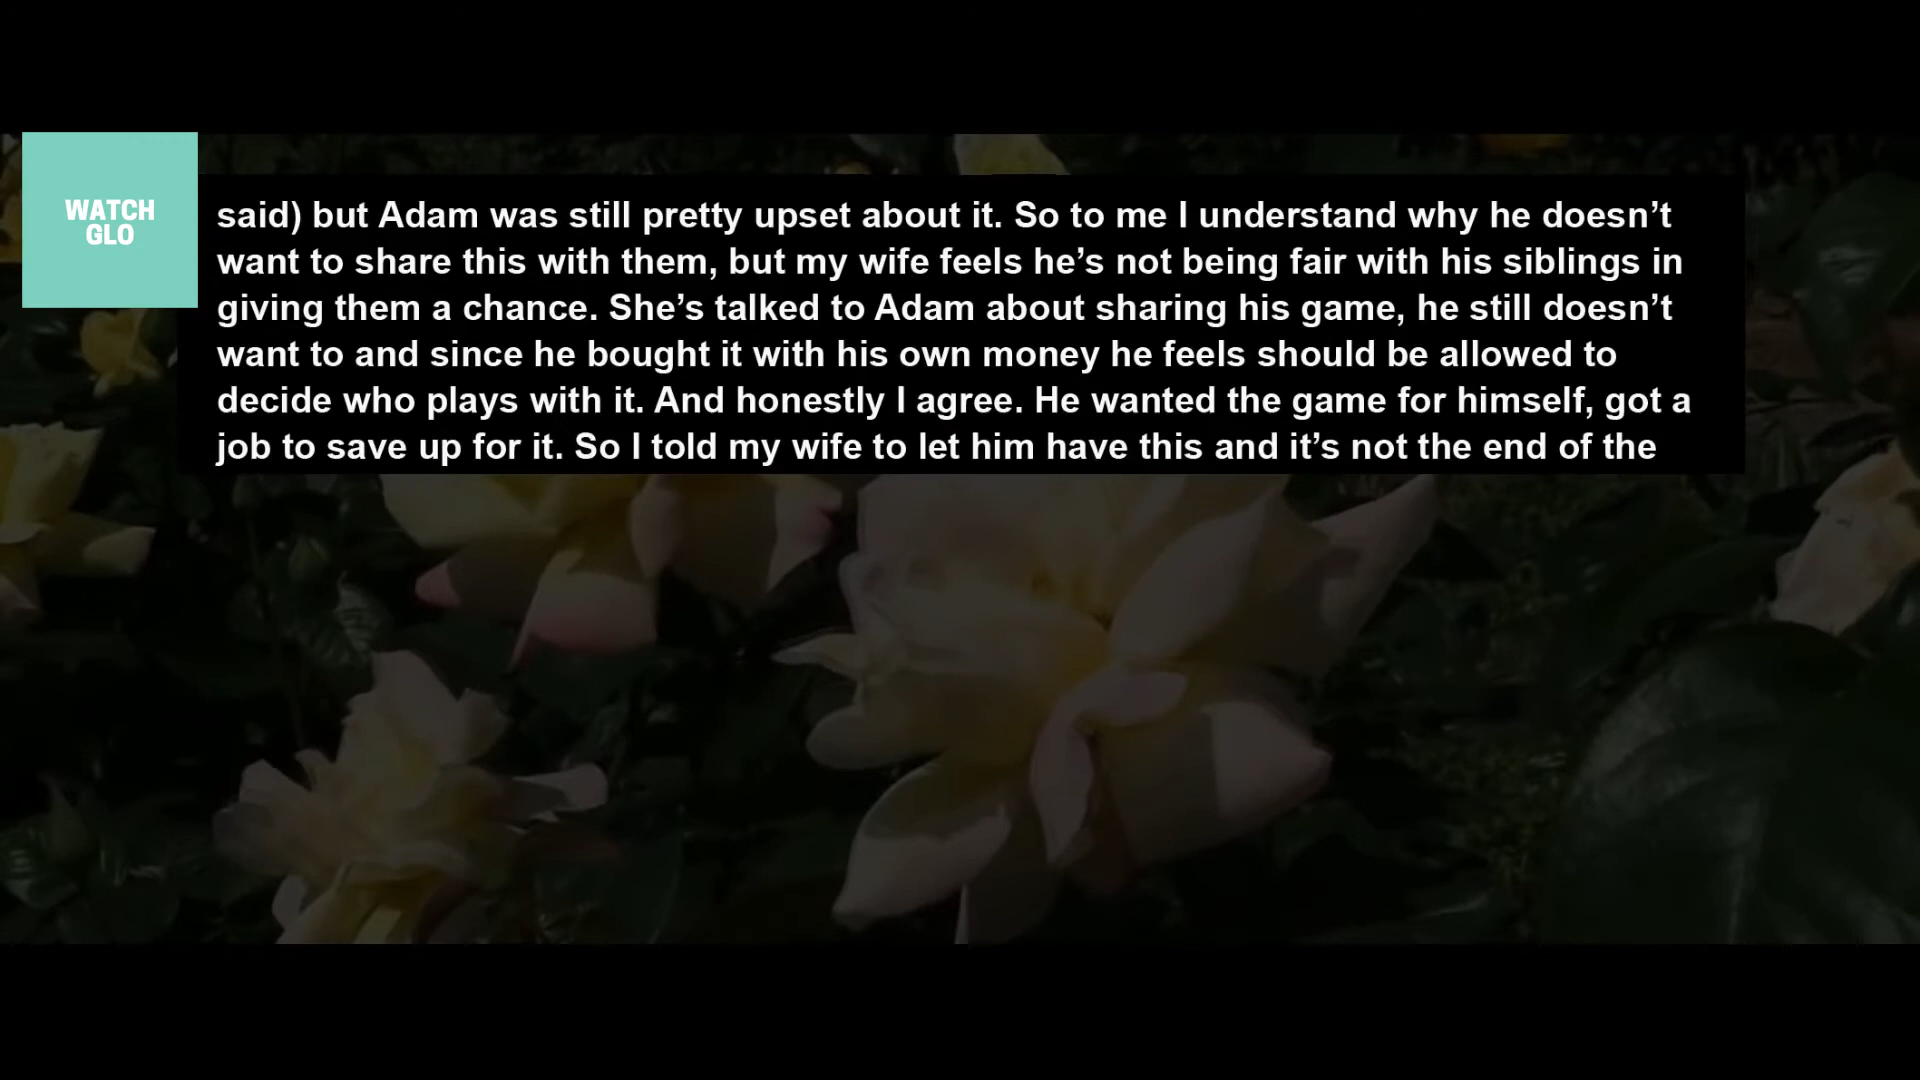 WATCH
GLO
said) but Adam was still pretty upset about it. So to me I understand why he doesn’t
want to share this with them, but my wife feels he’s not being fair with his siblings in
giving them a chance. She’s talked to Adam about sharing his game, he still doesn’t
want to and since he bought it with his own money he feels should be allowed to
decide who plays with it. And honestly I agree. He wanted the game for himself, got a
job to save up for it. So I told my wife to let him have this and it’s not the end of the